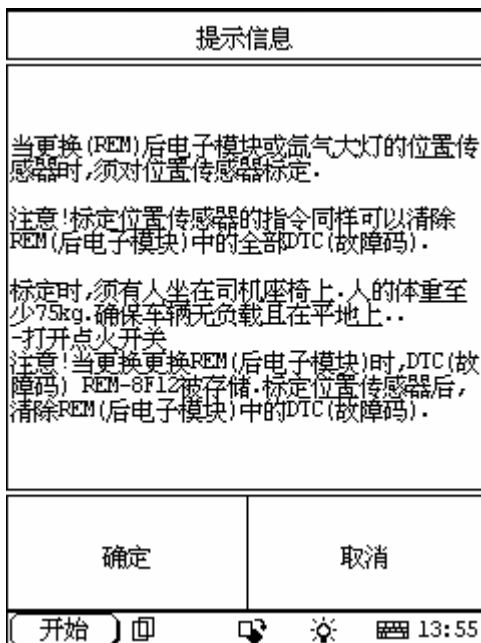 提示信息
当更换(REM)后电子模块或氙气大灯的位置传
感器时,须对位置传感器标定.
注意!标定位置传感器的指令同样可以清除
REM(后电子模块)中的全部DTC(故障码).
标定时,须有人坐在司机座椅上.人的体重至
少75kg.确保车辆无负载且在平地上..
-打开点火开关
注意!当更换更换REM(后电子模块)时,DTC(故
障码) REM-8F12被存储.标定位置传感器后,
清除REM(后电子模块)中的DTC(故障码).
确定 取消
开始 13:55